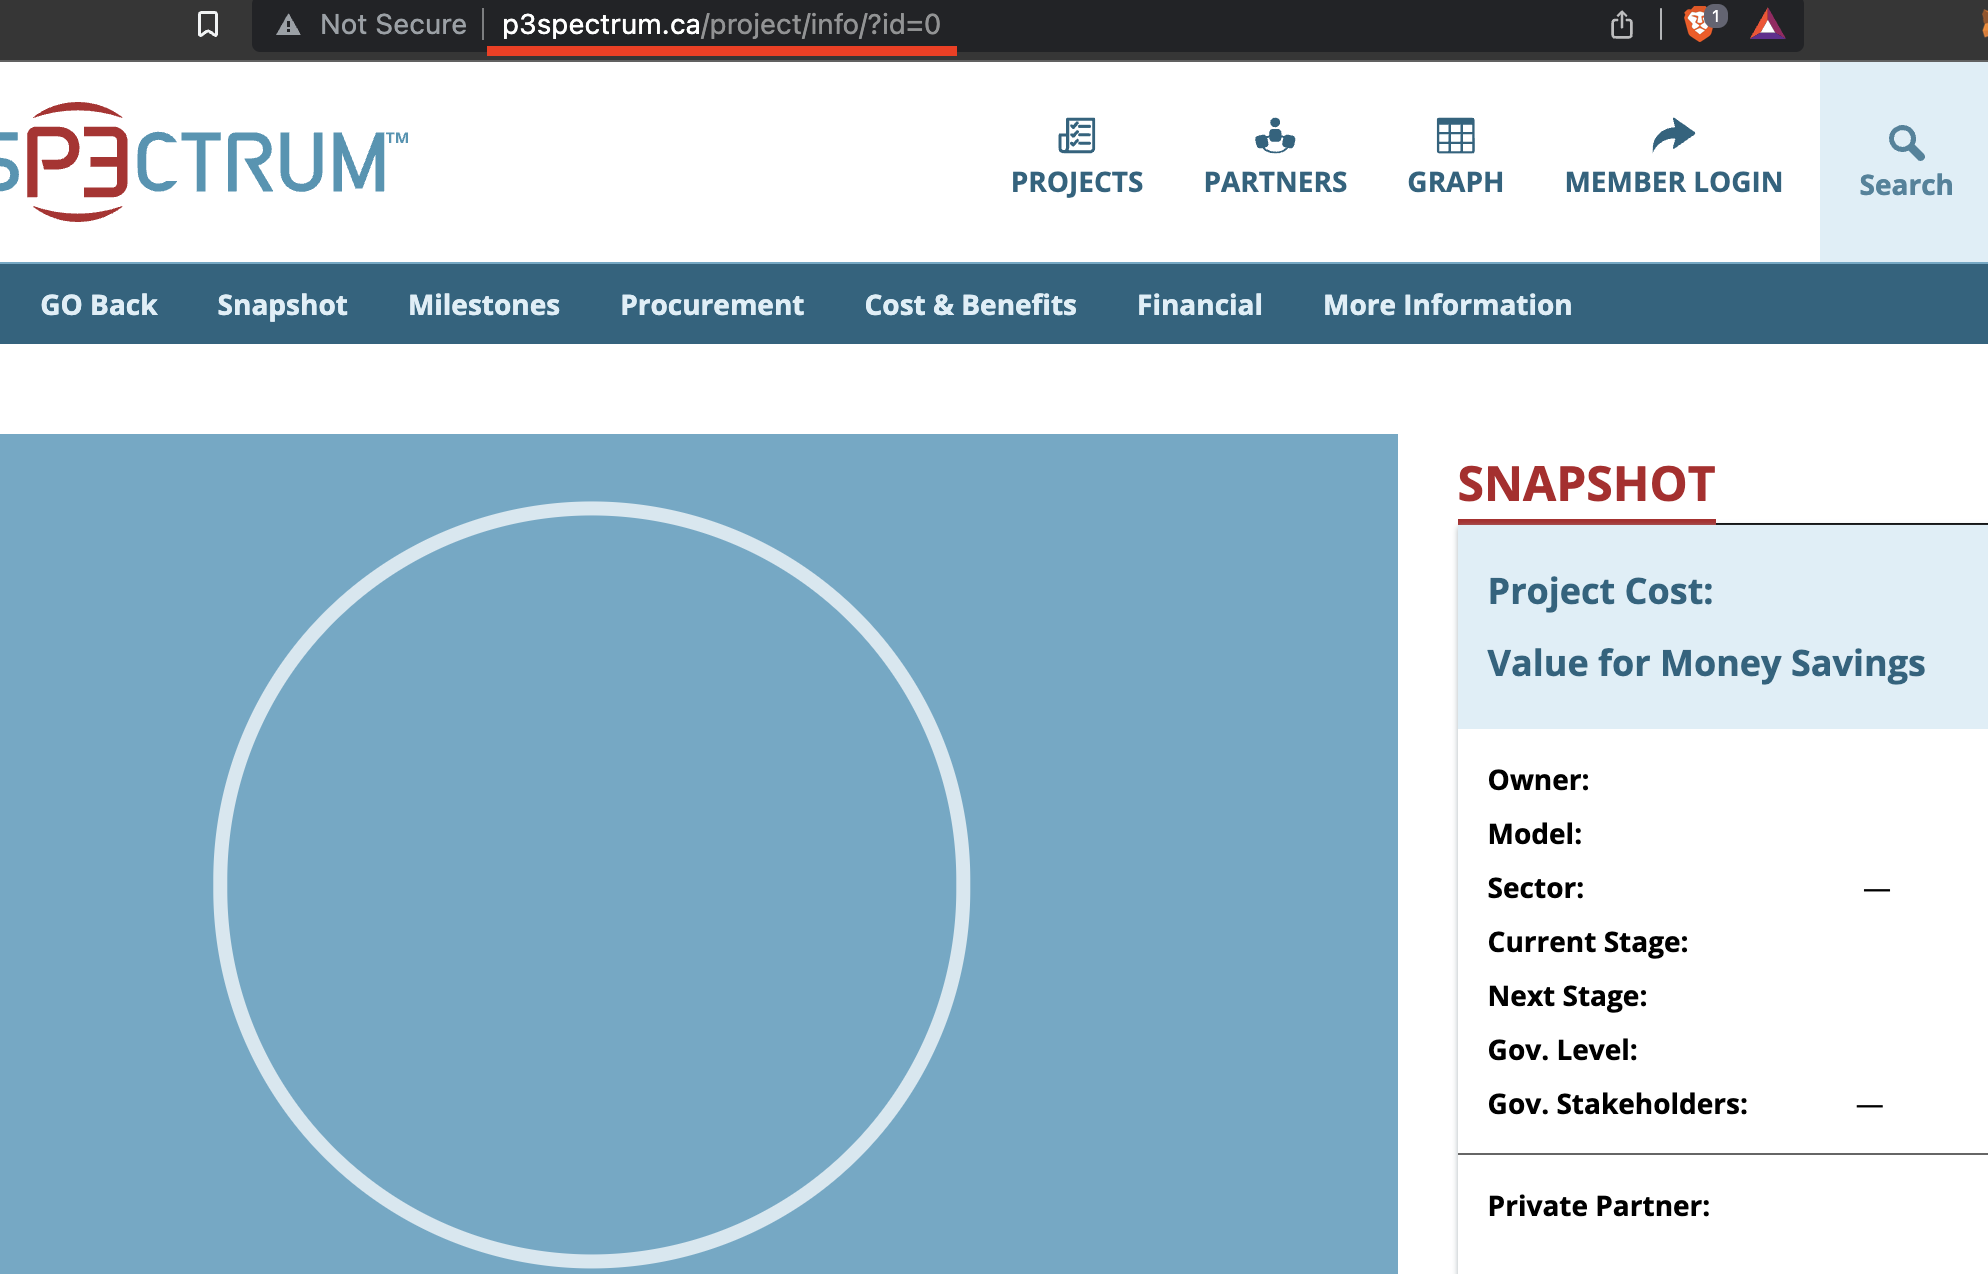 Not Secure p3spectrum.ca/project/info/?id=0 1
SP3CTRUM™
PROJECTS PARTNERS GRAPH MEMBER LOGIN Search
GO Back Snapshot Milestones Procurement Cost & Benefits Financial More Information
SNAPSHOT
Project Cost:
Value for Money Savings
Owner:
Model:
Sector: —
Current Stage:
Next Stage:
Gov. Level:
Gov. Stakeholders: —
Private Partner: